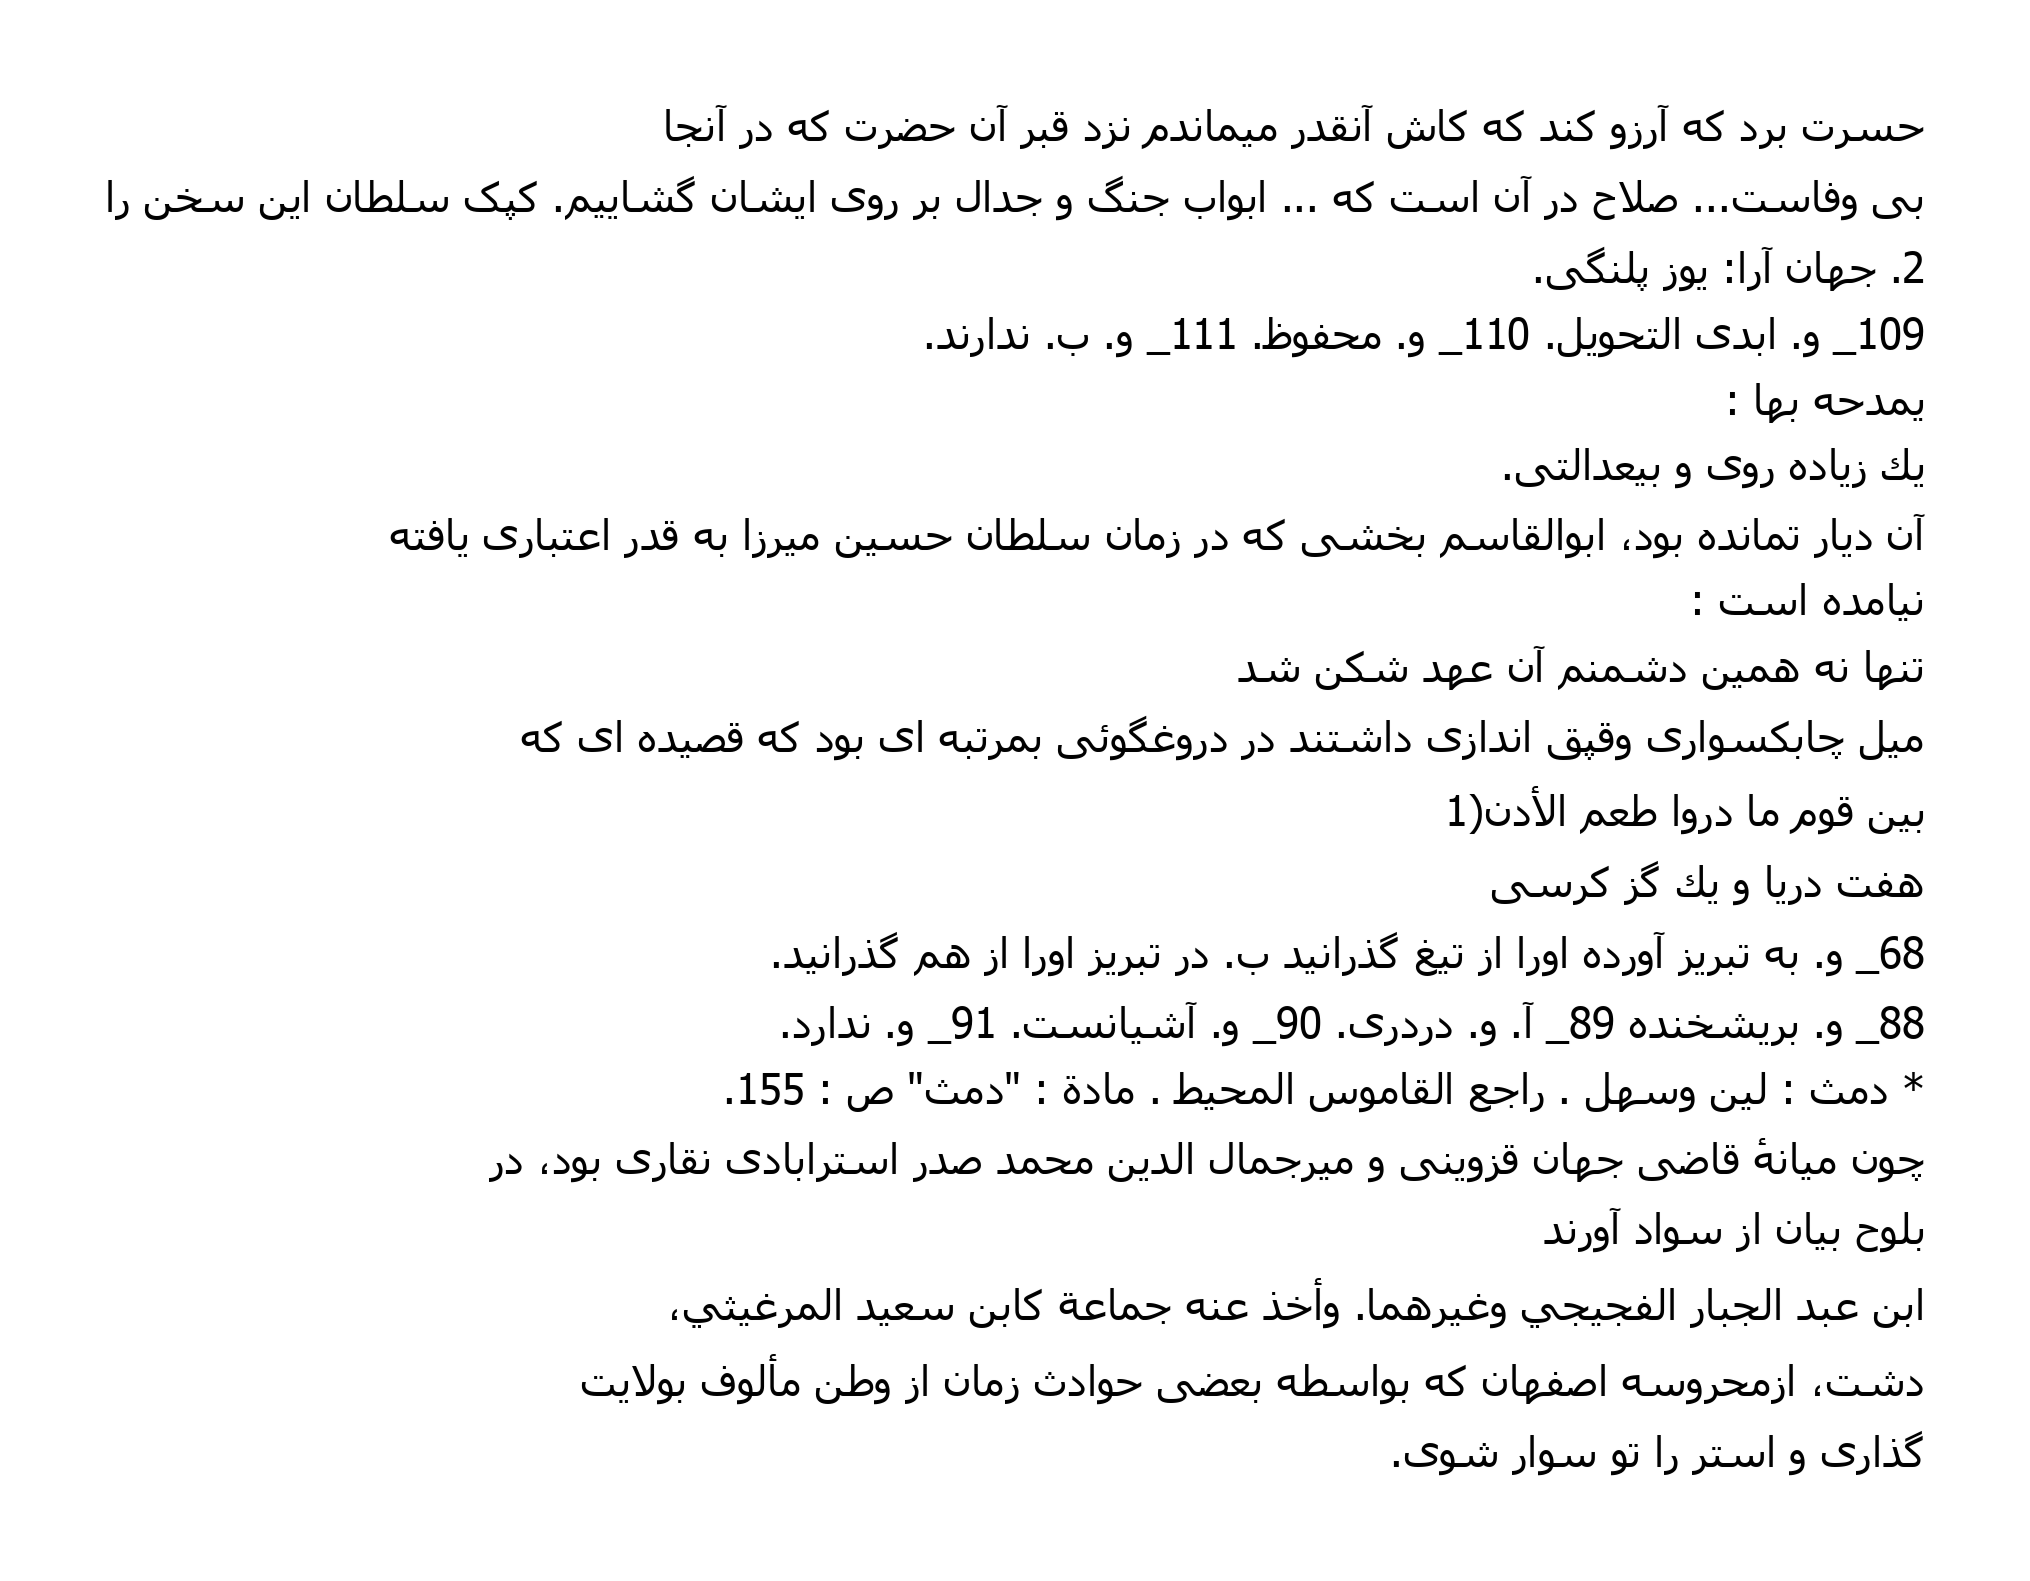 حسرت برد که آرزو کند که کاش آنقدر میماندم نزد قبر آن حضرت که در آنجا
بی وفاست... صلاح در آن است که ... ابواب جنگ و جدال بر روی ایشان گشاییم. کپک سلطان این سخن را
2. جهان آرا: یوز پلنگی.
109_ و. ابدی التحویل. 110_ و. محفوظ. 111_ و. ب. ندارند.
یمدحه بها :
يك زیاده روی و بیعدالتی.
آن دیار تمانده بود، ابوالقاسم بخشی که در زمان سلطان حسین میرزا به قدر اعتباری یافته
نیامده است :
تنها نه همین دشمنم آن عهد شکن شد
میل چابکسواری وقپق اندازی داشتند در دروغگوئی بمرتبه ای بود که قصیده ای که
بين قوم ما دروا طعم الأدن(1
هفت دریا و يك گز کرسی
68_ و. به تبریز آورده اورا از تیغ گذرانید ب. در تبریز اورا از هم گذرانید.
88_ و. بریشخنده 89_ آ. و. دردری. 90_ و. آشیانست. 91_ و. ندارد.
* دمث : لين وسهل . راجع القاموس المحيط . مادة : "دمث" ص : 155.
چون میانۀ قاضی جهان قزوینی و میرجمال الدین محمد صدر استرابادی نقاری بود، در
بلوح بیان از سواد آورند
ابن عبد الجبار الفجيجي وغيرهما. وأخذ عنه جماعة كابن سعيد المرغيثي،
دشت، ازمحروسه اصفهان که بواسطه بعضی حوادث زمان از وطن مألوف بولایت
گذاری و استر را تو سوار شوی.